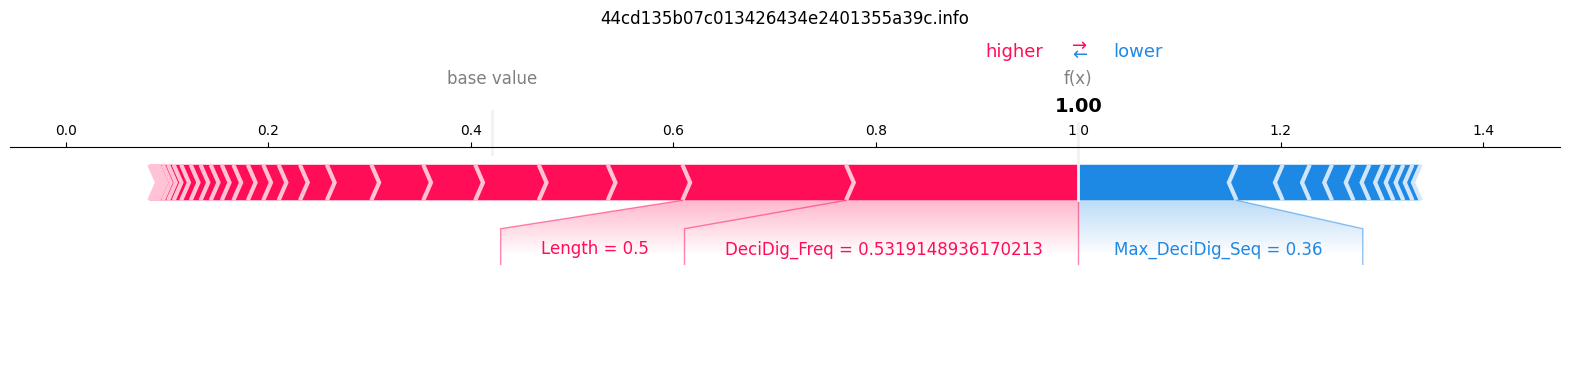 44cd135b07c013426434e2401355a39c.info
higher ⇄ lower
base value f(x)
1.00
0.0 0.2 0.4 0.6 0.8 1.0 1.2 1.4
Length = 0.5 DeciDig_Freq = 0.5319148936170213 Max_DeciDig_Seq = 0.36